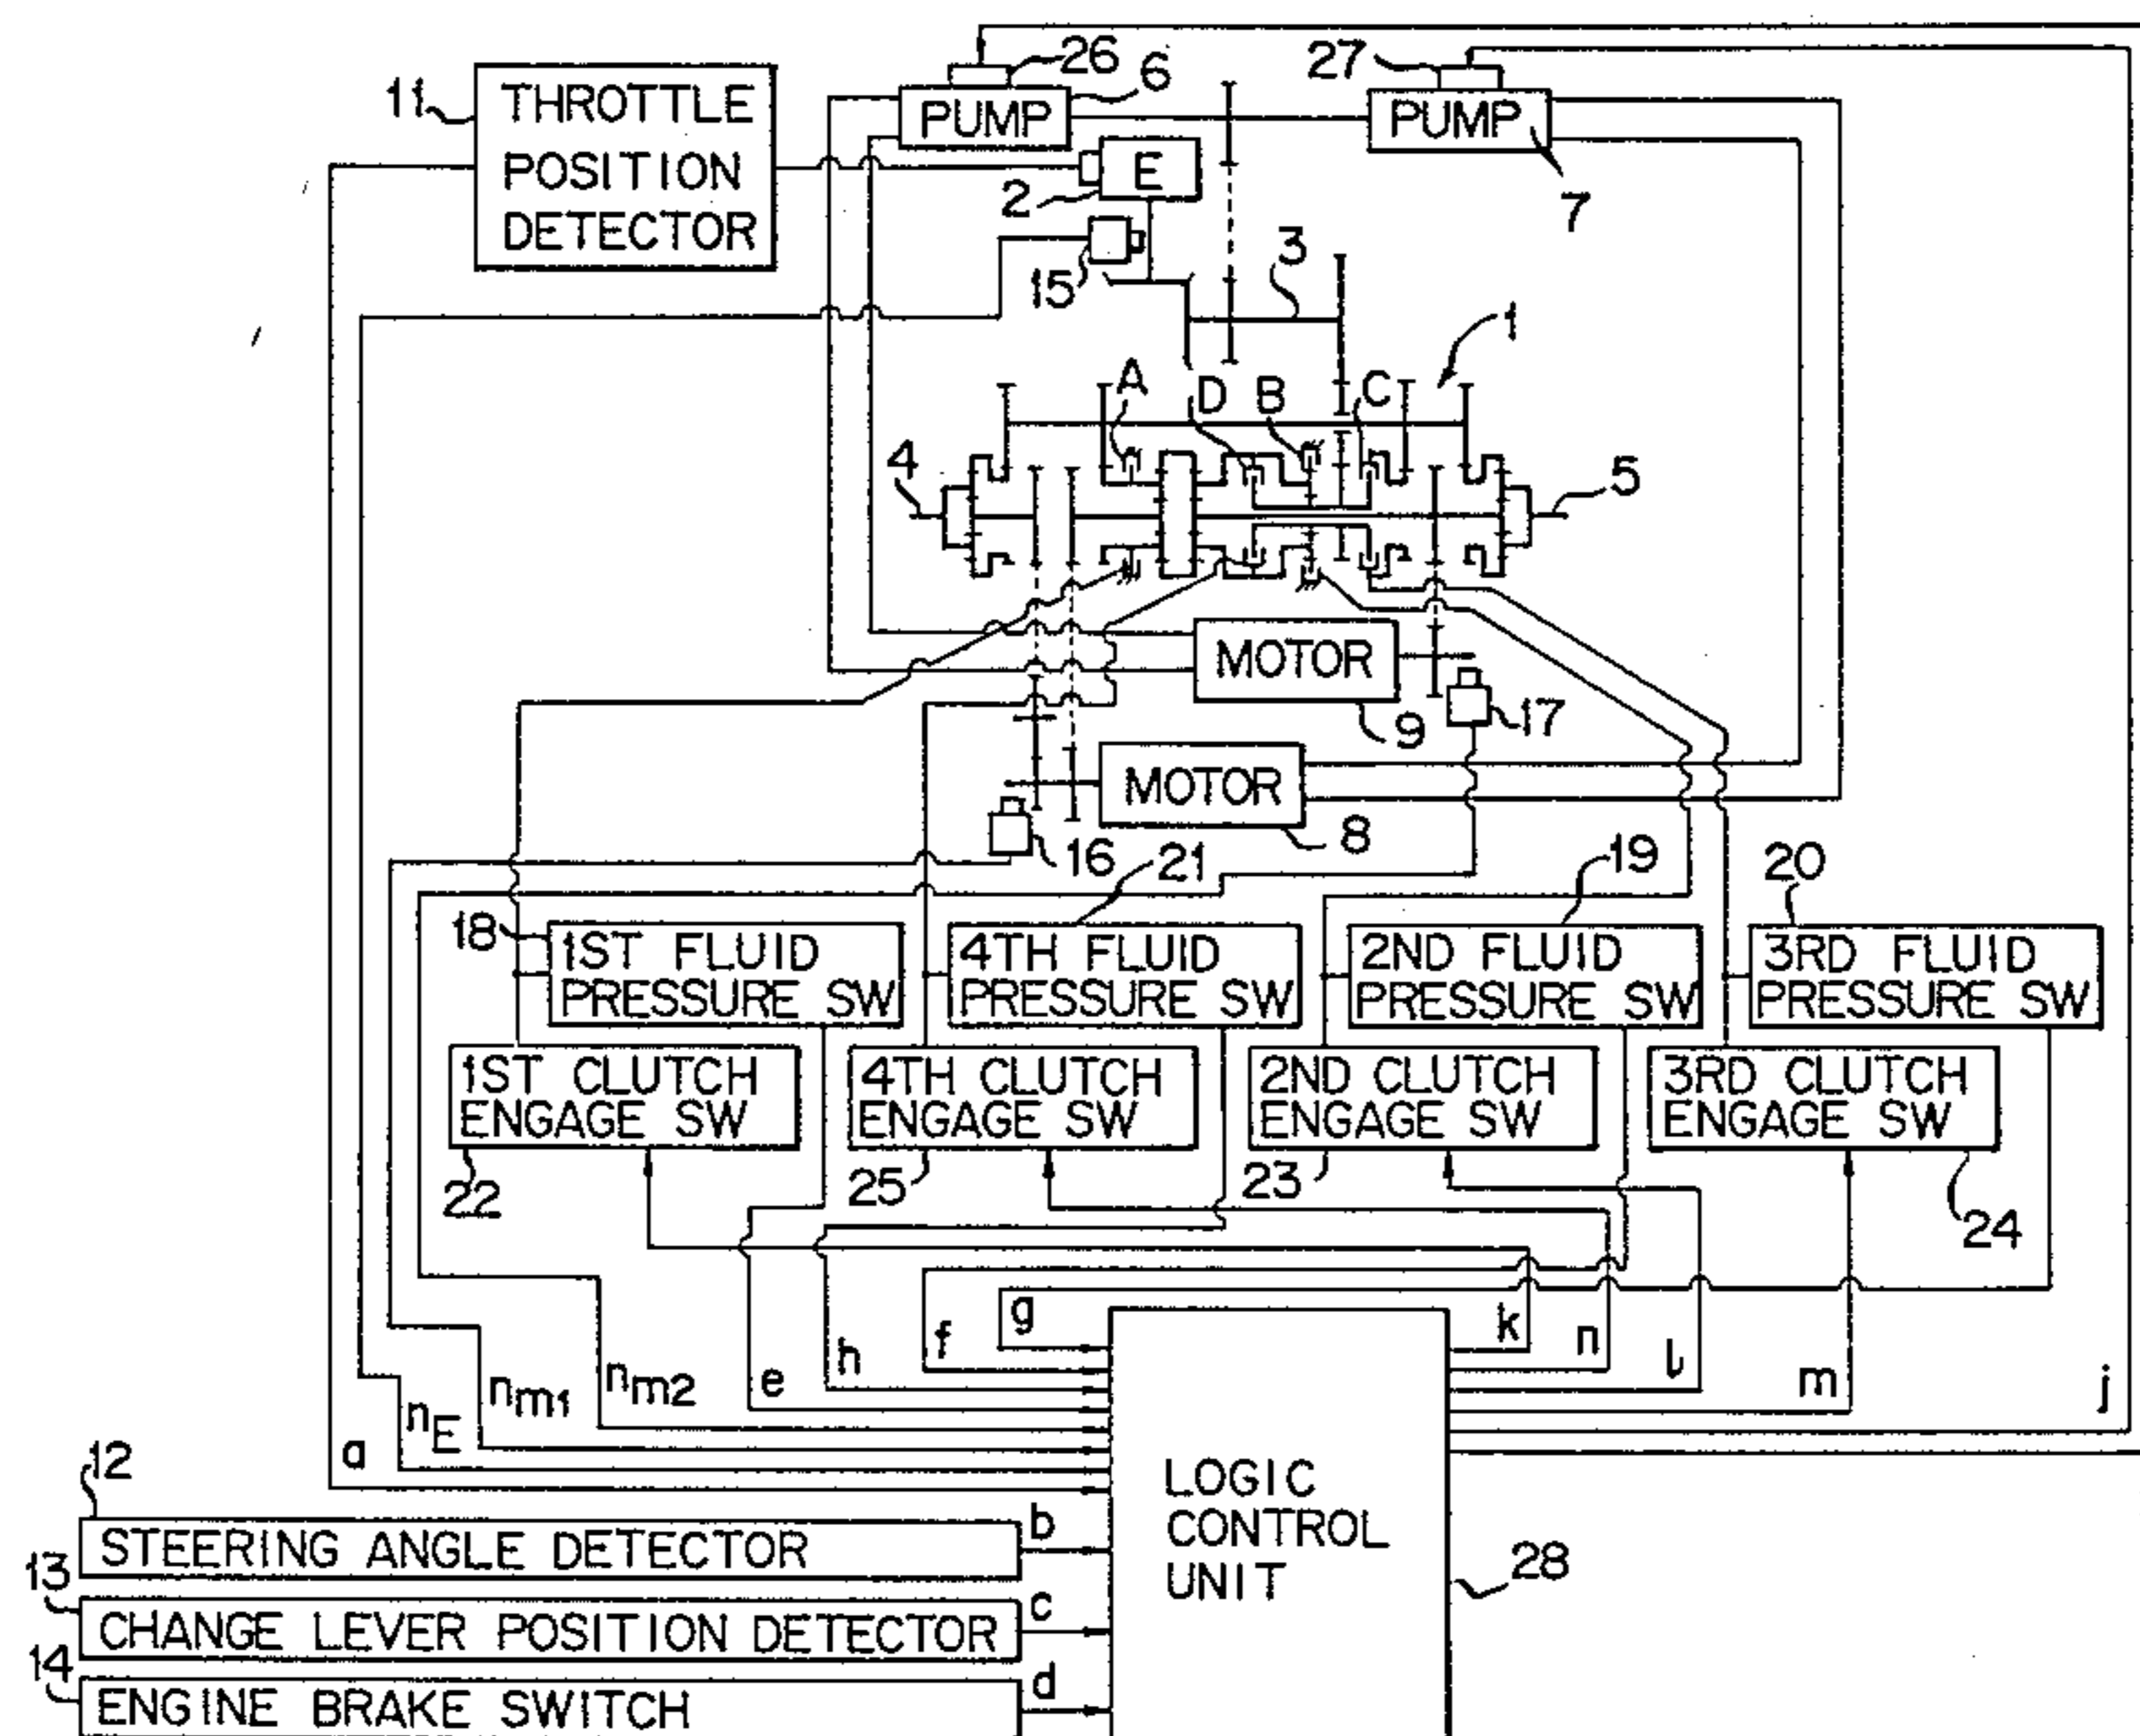 26
6
27
11
THROTTLE
POSITION
DETECTOR
PUMP
PUMP
E
2
7
15
3
1
A
D
B
C
4
5
MOTOR
9
17
MOTOR
8
16
21
19
20
18
1ST FLUID
PRESSURE SW
4TH FLUID
PRESSURE SW
2ND FLUID
PRESSURE SW
3RD FLUID
PRESSURE SW
1ST CLUTCH
ENGAGE SW
4TH CLUTCH
ENGAGE SW
2ND CLUTCH
ENGAGE SW
3RD CLUTCH
ENGAGE SW
22
25
23
24
g
f
h
e
nm2
nm1
nE
a
k
n
l
m
j
LOGIC
CONTROL
UNIT
28
12
STEERING ANGLE DETECTOR
b
13
CHANGE LEVER POSITION DETECTOR
c
14
ENGINE BRAKE SWITCH
d